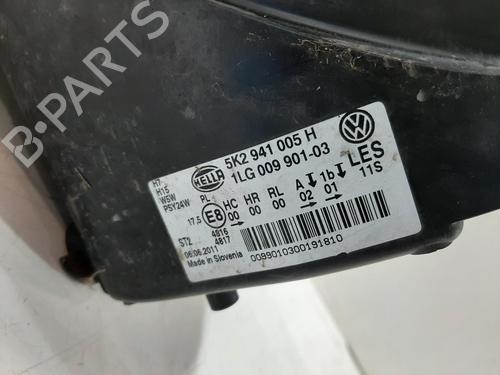 B-PARTS
HELLA
5K2 941 005 H
1LG 009 901-03
LES
11S
H7
H15
W5W
PSY24W
PL
17.5
E8
HC HR RL A 1b
00 00 00 02 01
4816
4817
ST2
06.06.2011
Made in Slovenia
0099010300191810